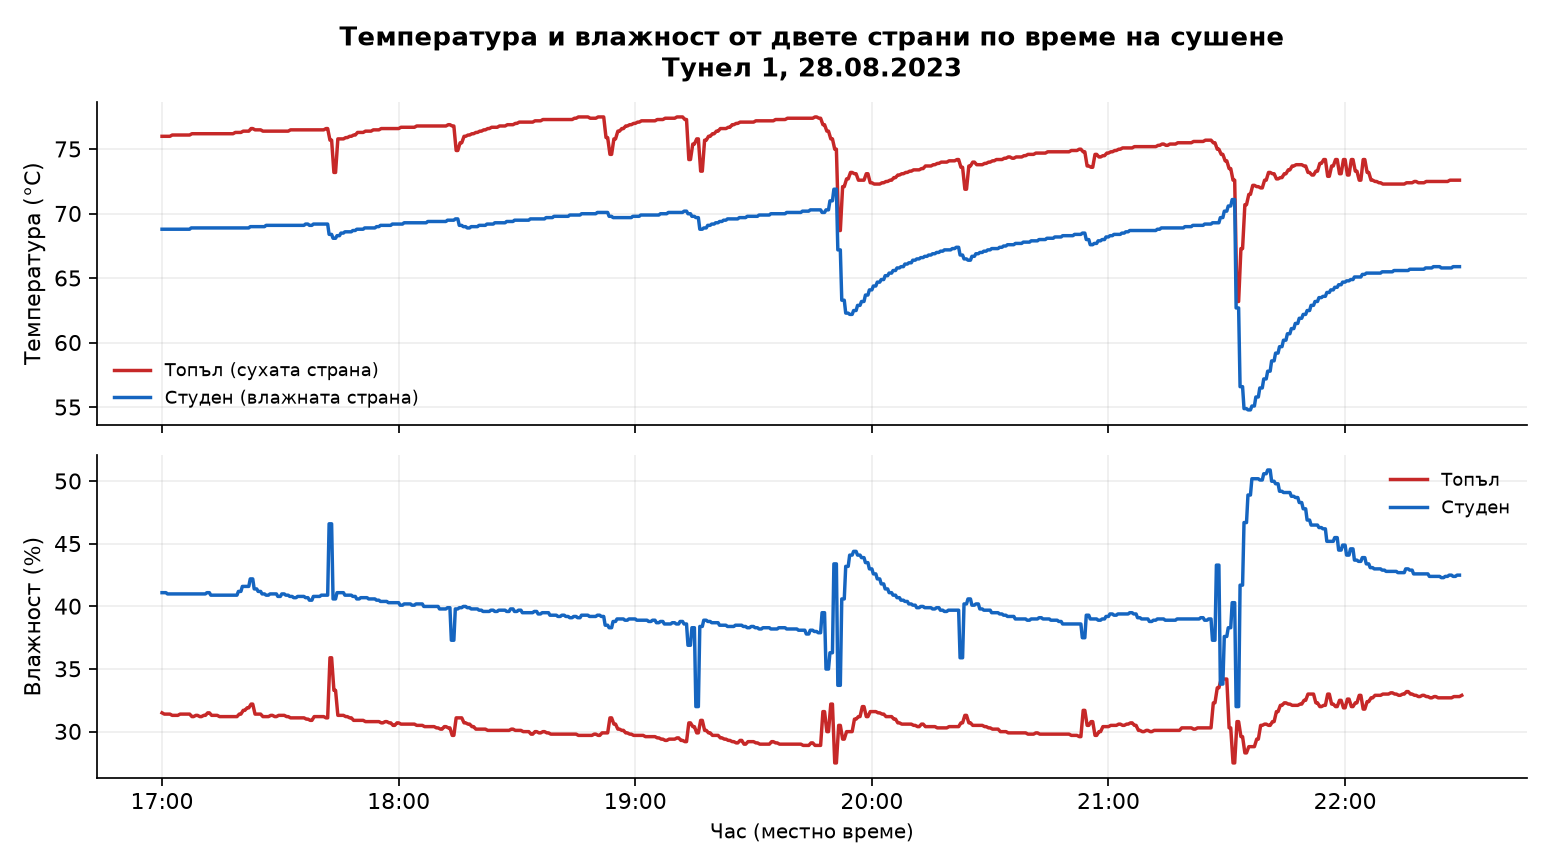 Температура и влажност от двете страни по време на сушене
Тунел 1, 28.08.2023
Температура (°C)
75
70
65
60
55
Топъл (сухата страна)
Студен (влажната страна)
Влажност (%)
50
45
40
35
30
Топъл
Студен
17:00
18:00
19:00
20:00
21:00
22:00
Час (местно време)